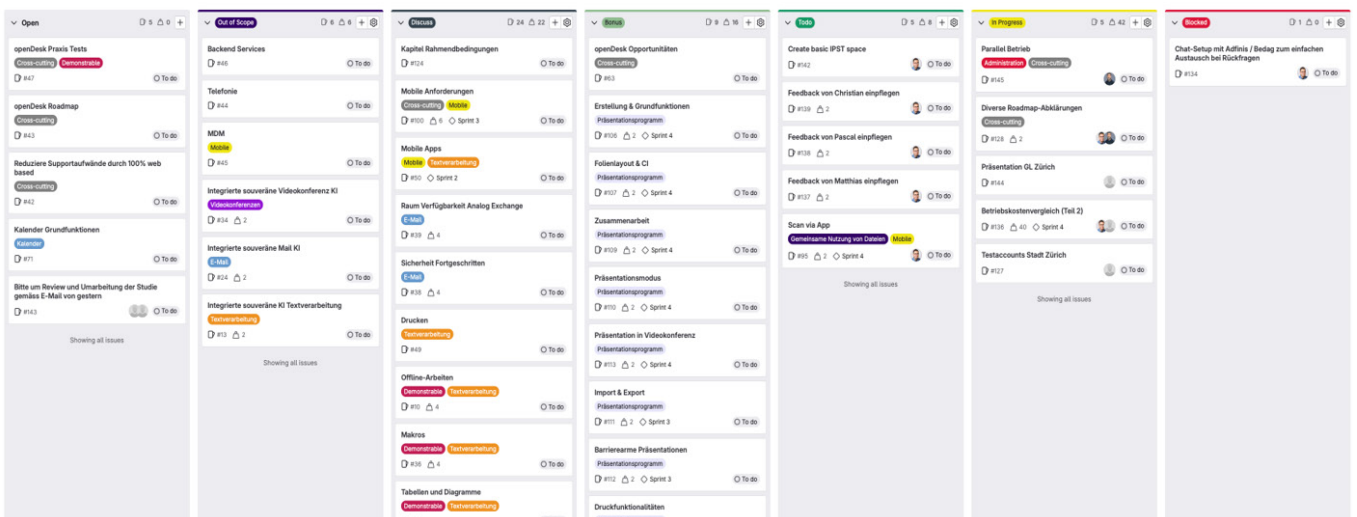 Open
5 0
openDesk Praxis Tests
Cross-cutting Demonstrable
#47 To do
openDesk Roadmap
Cross-cutting
#43 To do
Reduziere Supportaufwände durch 100% web
based
Cross-cutting
#42 To do
Kalender Grundfunktionen
Kalender
#71 To do
Bitte um Review und Umarbeitung der Studie
gemäss E-Mail von gestern
#143 To do
Showing all issues
Out of Scope
6 6
Backend Services
#46 To do
Telefonie
#44 To do
MDM
Mobile
#45 To do
Integrierte souveräne Videokonferenz KI
Videokonferenzen
#34 2 To do
Integrierte souveräne Mail KI
E-Mail
#24 2 To do
Integrierte souveräne KI Textverarbeitung
Textverarbeitung
#13 2 To do
Showing all issues
Discuss
24 22
Kapitel Rahmendbedingungen
#124 To do
Mobile Anforderungen
Cross-cutting Mobile
#100 6 Sprint 3 To do
Mobile Apps
Mobile Textverarbeitung
#50 Sprint 2 To do
Raum Verfügbarkeit Analog Exchange
E-Mail
#39 4 To do
Sicherheit Fortgeschritten
E-Mail
#38 4 To do
Drucken
Textverarbeitung
#49 To do
Offline-Arbeiten
Demonstrable Textverarbeitung
#10 4 To do
Makros
Demonstrable Textverarbeitung
#36 4 To do
Tabellen und Diagramme
Demonstrable Textverarbeitung
Bonus
9 16
openDesk Opportunitäten
Cross-cutting
#63 To do
Erstellung & Grundfunktionen
Präsentationsprogramm
#106 2 Sprint 4 To do
Folienlayout & CI
Präsentationsprogramm
#107 2 Sprint 4 To do
Zusammenarbeit
Präsentationsprogramm
#109 2 Sprint 4 To do
Präsentationsmodus
Präsentationsprogramm
#110 2 Sprint 4 To do
Präsentation in Videokonferenz
Präsentationsprogramm
#113 2 Sprint 4 To do
Import & Export
Präsentationsprogramm
#111 2 Sprint 3 To do
Barrierearme Präsentationen
Präsentationsprogramm
#112 2 Sprint 3 To do
Druckfunktionalitäten
Todo
5 8
Create basic IPST space
#142 To do
Feedback von Christian einpflegen
#139 2 To do
Feedback von Pascal einpflegen
#138 2 To do
Feedback von Matthias einpflegen
#137 2 To do
Scan via App
Gemeinsame Nutzung von Dateien Mobile
#95 2 Sprint 4 To do
Showing all issues
In Progress
5 42
Parallel Betrieb
Administration Cross-cutting
#145 To do
Diverse Roadmap-Abklärungen
Cross-cutting
#128 2 To do
Präsentation GL Zürich
#144 To do
Betriebskostenvergleich (Teil 2)
#136 40 Sprint 4 To do
Testaccounts Stadt Zürich
#127 To do
Showing all issues
Blocked
1 0
Chat-Setup mit Adfinis / Bedag zum einfachen
Austausch bei Rückfragen
#134 To do